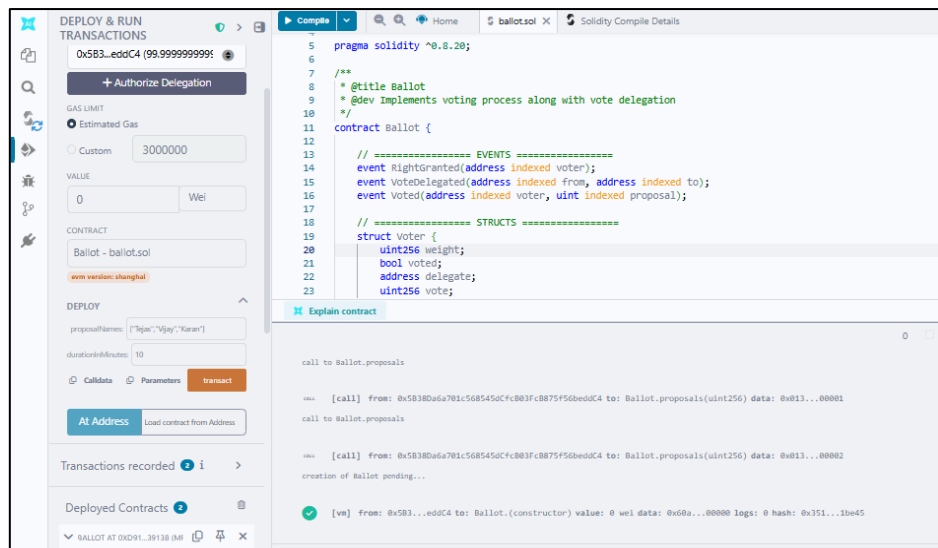 DEPLOY & RUN
TRANSACTIONS
0x5B3...eddC4 (99.9999999999
+ Authorize Delegation
GAS LIMIT
Estimated Gas
Custom 3000000
VALUE
0 Wei
CONTRACT
Ballot - ballot.sol
evm version: shanghai
DEPLOY
proposalNames: ["Tejas","Vijay","Karan"]
durationInMinutes: 10
Calldata Parameters transact
At Address Load contract from Address
Transactions recorded 2 i
Deployed Contracts 2
BALLOT AT 0XD91...39138 (ME
Compile Home ballot.sol Solidity Compile Details
5 pragma solidity ^0.8.20;
6
7 /**
8 * @title Ballot
9 * @dev Implements voting process along with vote delegation
10 */
11 contract Ballot {
12
13 // ================= EVENTS =================
14 event RightGranted(address indexed voter);
15 event VoteDelegated(address indexed from, address indexed to);
16 event Voted(address indexed voter, uint indexed proposal);
17
18 // ================= STRUCTS =================
19 struct Voter {
20 uint256 weight;
21 bool voted;
22 address delegate;
23 uint256 vote;
Explain contract
0
call to Ballot.proposals
CALL [call] from: 0x5B38Da6a701c568545dCfcB03FcB875f56beddC4 to: Ballot.proposals(uint256) data: 0x013...00001
call to Ballot.proposals
CALL [call] from: 0x5B38Da6a701c568545dCfcB03FcB875f56beddC4 to: Ballot.proposals(uint256) data: 0x013...00002
creation of Ballot pending...
[vm] from: 0x5B3...eddC4 to: Ballot.(constructor) value: 0 wei data: 0x60a...00000 logs: 0 hash: 0x351...1be45